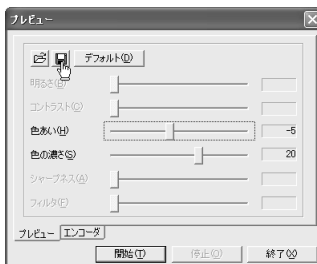 プレビュー
デフォルト(D)
明るさ(B)
コントラスト(C)
色あい(H) -5
色の濃さ(S) 20
シャープネス(A)
フィルタ(F)
プレビュー エンコーダ
開始(T) 停止(O) 終了(X)